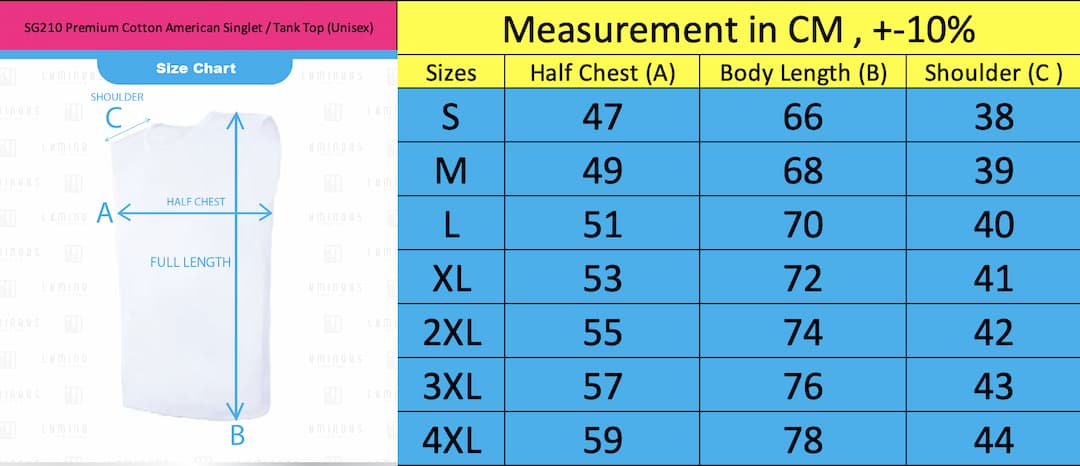 SG210 Premium Cotton American Singlet / Tank Top (Unisex)
Size Chart
SHOULDER
C
HALF CHEST
A
FULL LENGTH
B
Measurement in CM , +-10%
Sizes Half Chest (A) Body Length (B) Shoulder (C )
S 47 66 38
M 49 68 39
L 51 70 40
XL 53 72 41
2XL 55 74 42
3XL 57 76 43
4XL 59 78 44